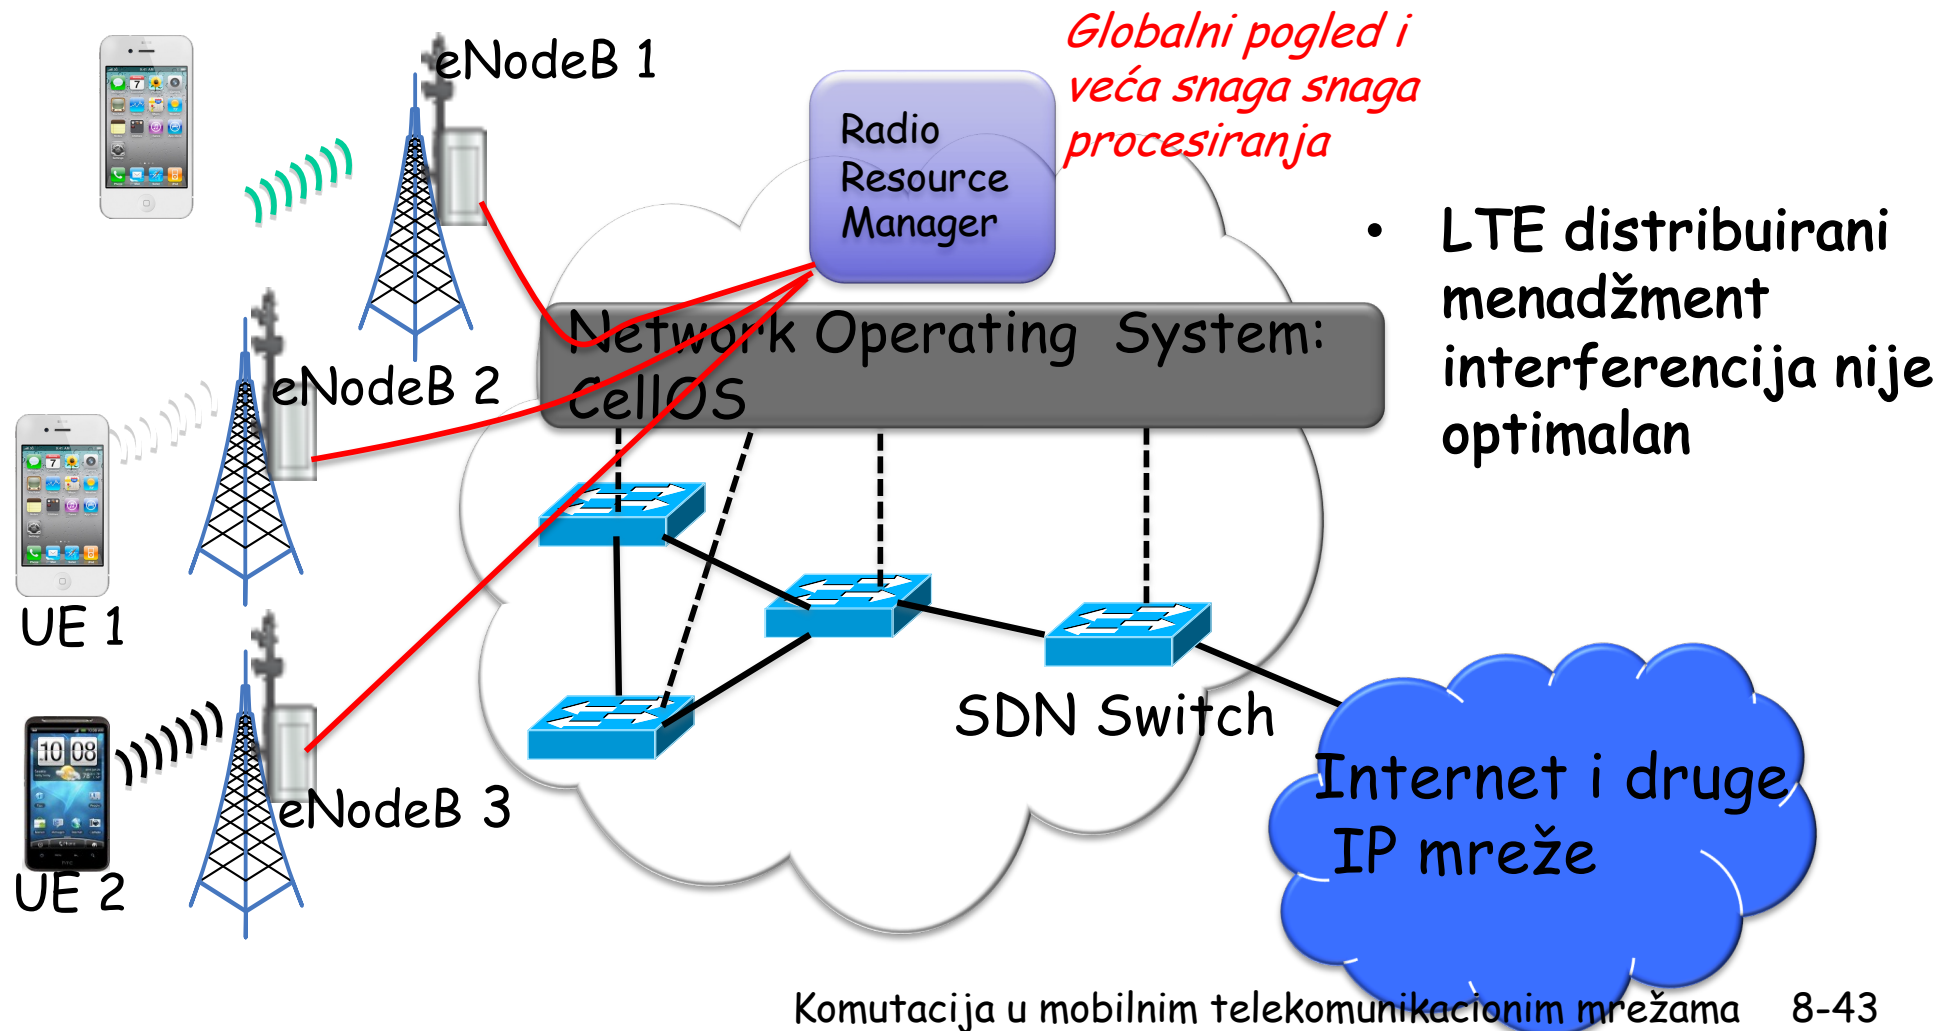 eNodeB 1
Globalni pogled i
veća snaga snaga
procesiranja
Radio
Resource
Manager
• LTE distribuirani
menadžment
interferencija nije
optimalan
Network Operating System:
CellOS
eNodeB 2
UE 1
SDN Switch
eNodeB 3
10 08
UE 2
Internet i druge
IP mreže
Komutacija u mobilnim telekomunikacionim mrežama 8-43